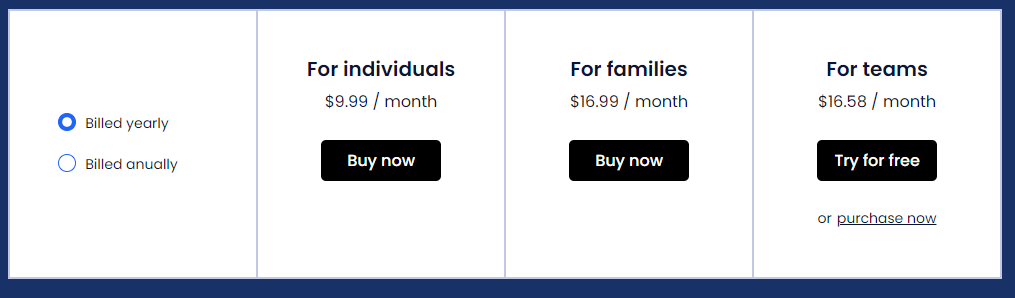 Billed yearly
Billed anually
For individuals
$9.99 / month
Buy now
For families
$16.99 / month
Buy now
For teams
$16.58 / month
Try for free
or purchase now